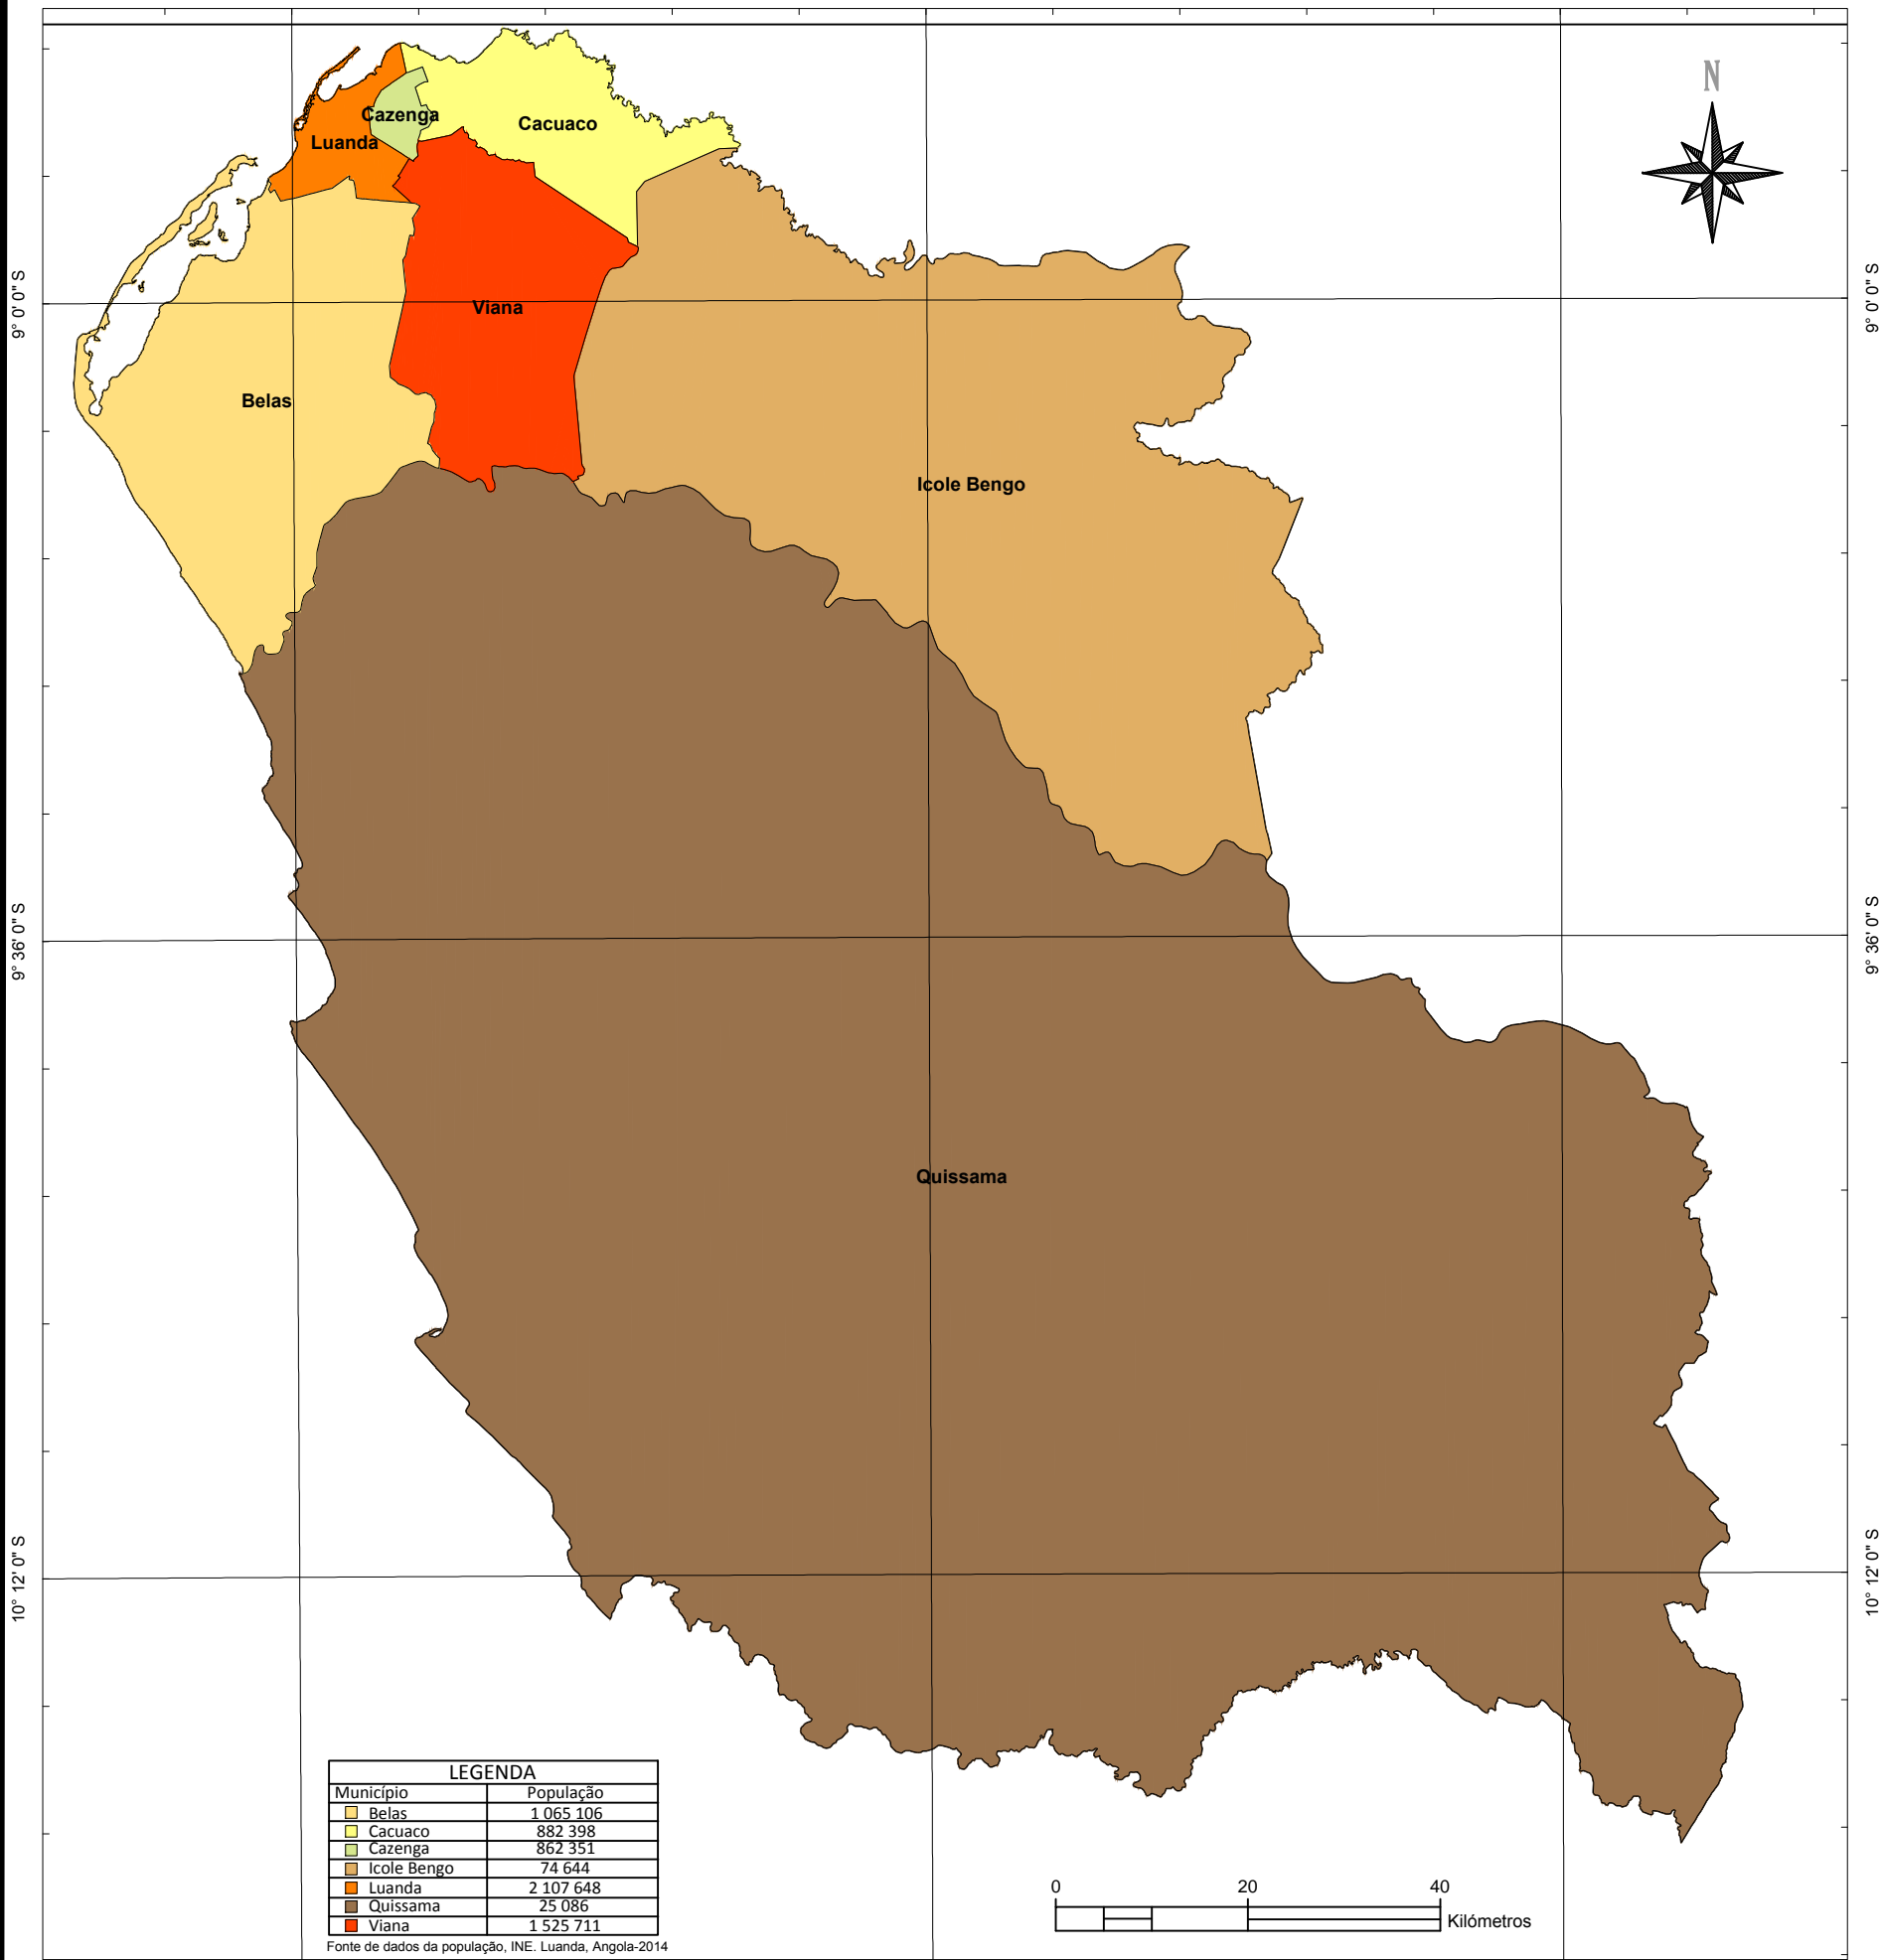 N
Cazenga
Cacuaco
Luanda
9° 0' 0" S
9° 0' 0" S
Viana
Belas
Icole Bengo
9° 36' 0" S
9° 36' 0" S
Quissama
10° 12' 0" S
10° 12' 0" S
LEGENDA
Município População
Belas 1 065 106
Cacuaco 882 398
Cazenga 862 351
Icole Bengo 74 644
Luanda 2 107 648
Quissama 25 086
Viana 1 525 711
Fonte de dados da população, INE. Luanda, Angola-2014
0 20 40
Kilómetros